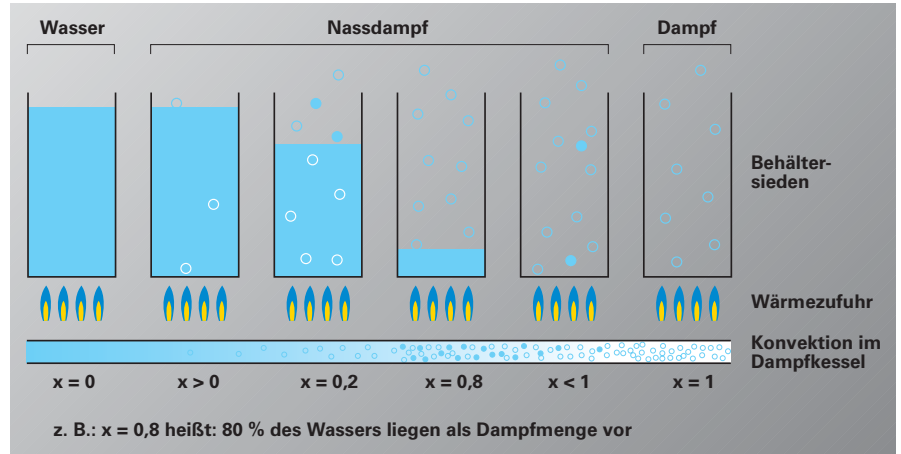 Wasser
Nassdampf
Dampf
Behälter-
sieden
Wärmezufuhr
Konvektion im
Dampfkessel
x = 0
x > 0
x = 0,2
x = 0,8
x < 1
x = 1
z. B.: x = 0,8 heißt: 80 % des Wassers liegen als Dampfmenge vor